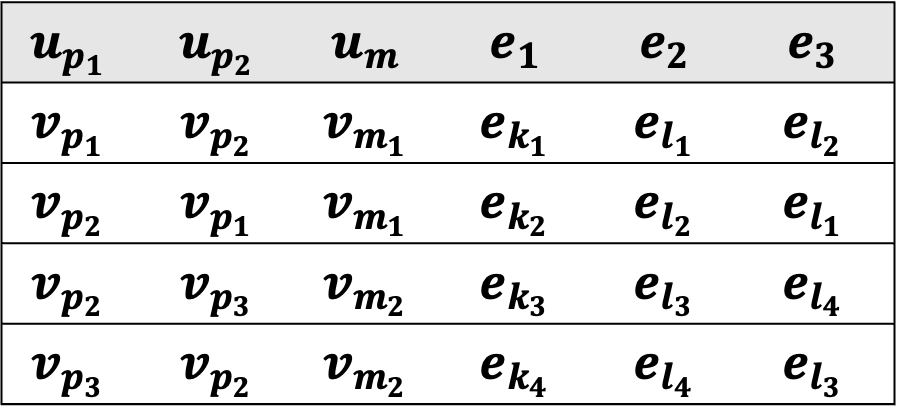 u_{p_1} u_{p_2} u_m e_1 e_2 e_3
v_{p_1} v_{p_2} v_{m_1} e_{k_1} e_{l_1} e_{l_2}
v_{p_2} v_{p_1} v_{m_1} e_{k_2} e_{l_2} e_{l_1}
v_{p_2} v_{p_3} v_{m_2} e_{k_3} e_{l_3} e_{l_4}
v_{p_3} v_{p_2} v_{m_2} e_{k_4} e_{l_4} e_{l_3}